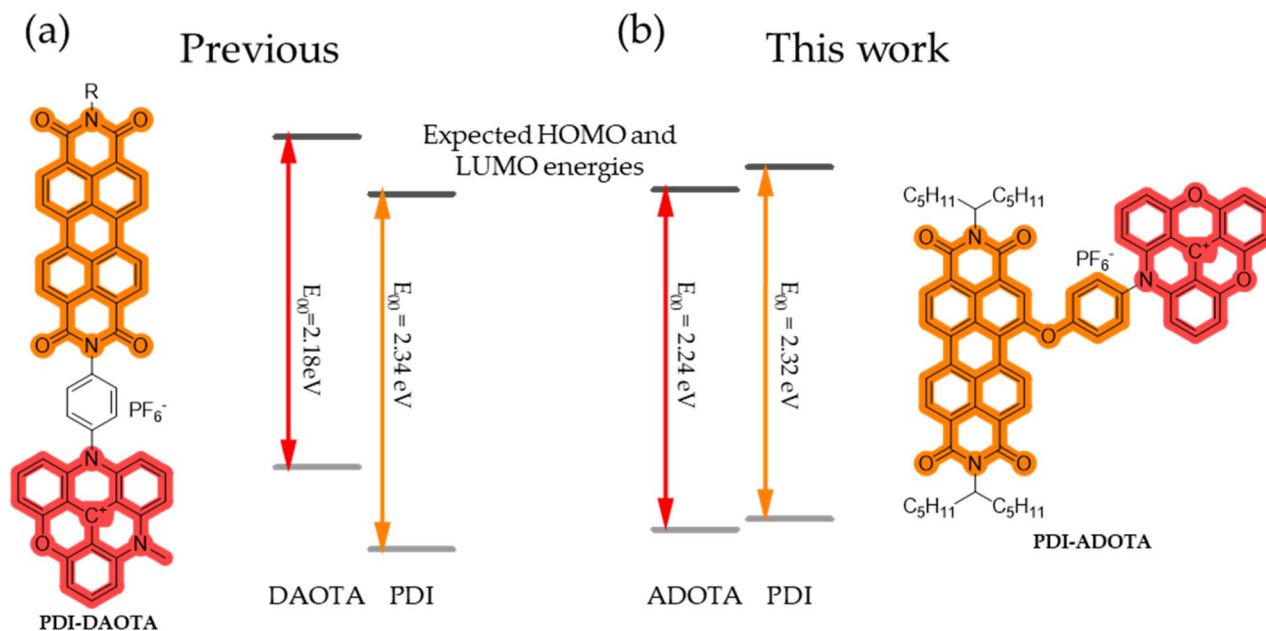 (a)
Previous
R
O N O
O N O
PF6-
N
C+
O N
PDI-DAOTA
E00=2.18eV
E00 = 2.34 eV
DAOTA PDI
Expected HOMO and
LUMO energies
(b)
This work
E00 = 2.24 eV
E00 = 2.32 eV
ADOTA PDI
C5H11 C5H11
O N O
O
PF6-
O
C+
N O
O N O
C5H11 C5H11
PDI-ADOTA